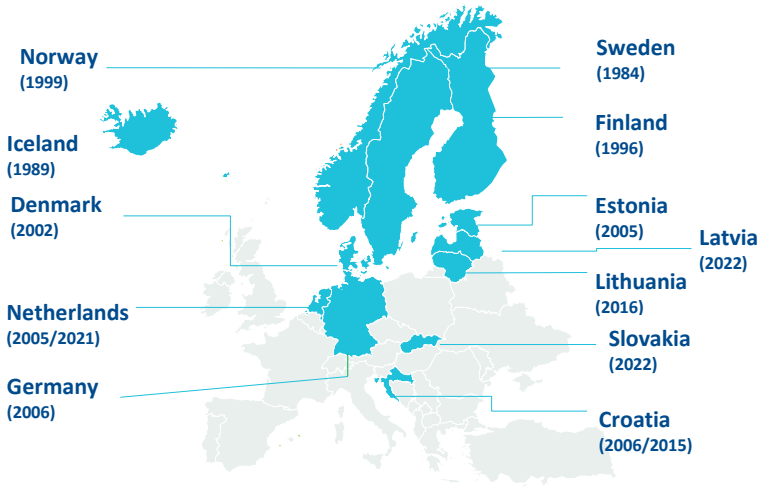 Norway
(1999)
Sweden
(1984)
Iceland
(1989)
Finland
(1996)
Denmark
(2002)
Estonia
(2005)
Latvia
(2022)
Lithuania
(2016)
Netherlands
(2005/2021)
Slovakia
(2022)
Germany
(2006)
Croatia
(2006/2015)